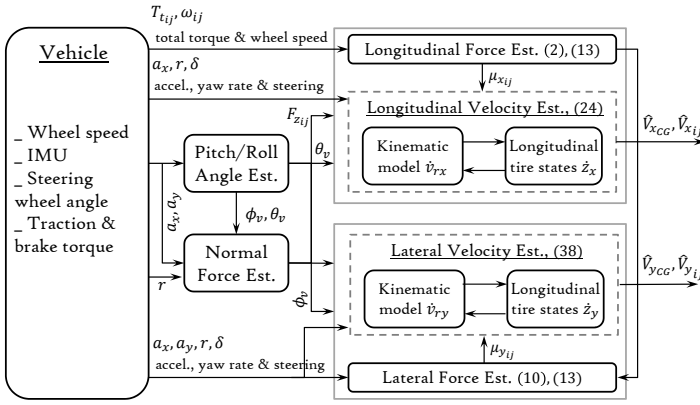 Vehicle
_ Wheel speed
_ IMU
_ Steering
wheel angle
_ Traction &
brake torque
T_{t_{ij}}, ω_{ij}
total torque & wheel speed
a_x, r, δ
accel., yaw rate & steering
F_{z_{ij}}
Pitch/Roll
Angle Est.
θ_v
a_x, a_y
ϕ_v, θ_v
Normal
Force Est.
r
ϕ_v
a_x, a_y, r, δ
accel., yaw rate & steering
Longitudinal Force Est. (2), (13)
μ_{x_{ij}}
Longitudinal Velocity Est., (24)
Kinematic
model v̇_{rx}
Longitudinal
tire states ż_x
V̂_{x_{CG}}, V̂_{x_{ij}}
Lateral Velocity Est., (38)
Kinematic
model v̇_{ry}
Longitudinal
tire states ż_y
V̂_{y_{CG}}, V̂_{y_{ij}}
μ_{y_{ij}}
Lateral Force Est. (10), (13)